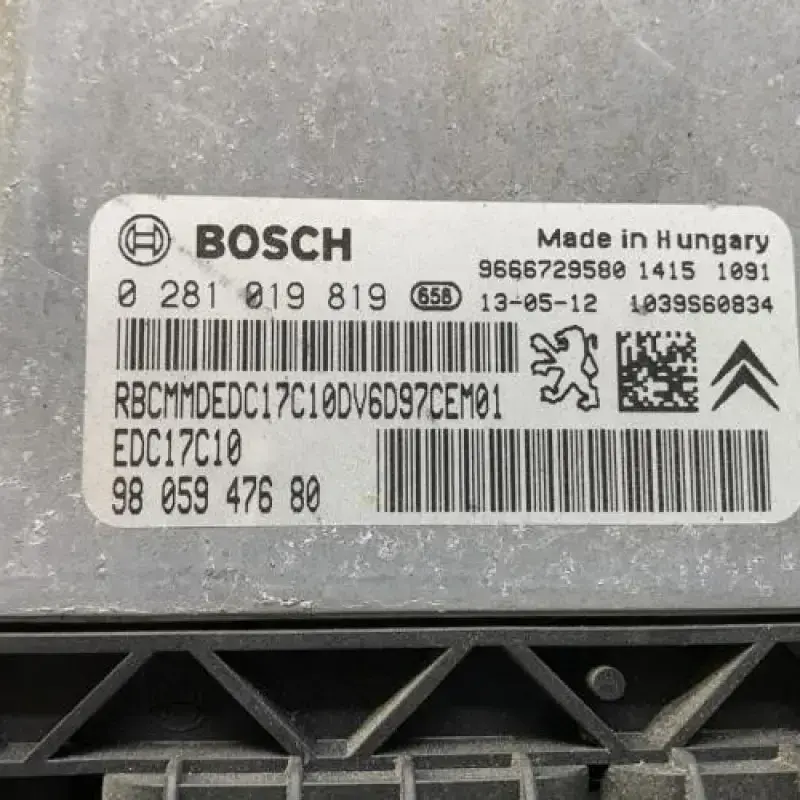 BOSCH
Made in Hungary
9666729580 1415 1091
0 281 019 819 658 13-05-12 1039S60834
RBCMMDEDC17C10DV6D97CEM01
EDC17C10
98 059 476 80